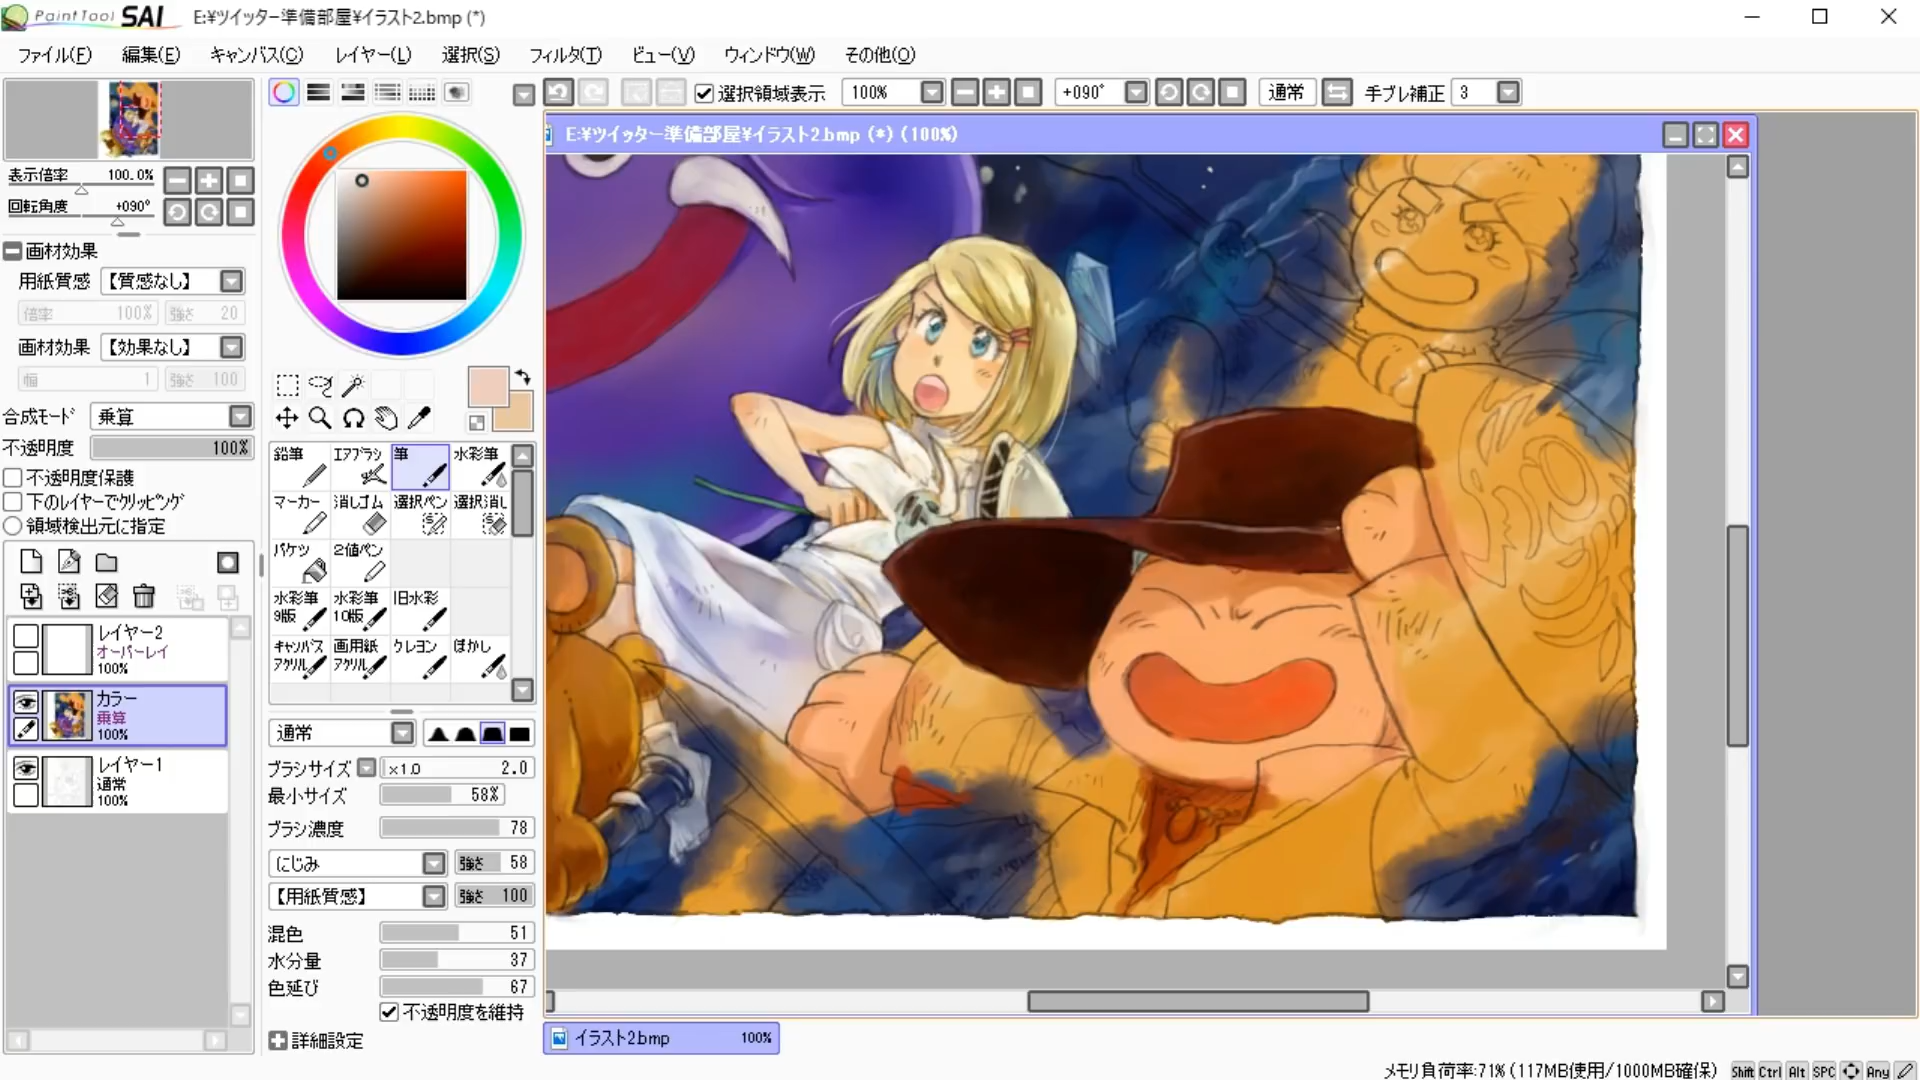 PaintTool SAI E:¥ツイッター準備部屋¥イラスト2.bmp (*)
ファイル(F) 編集(E) キャンバス(C) レイヤー(L) 選択(S) フィルタ(T) ビュー(V) ウィンドウ(W) その他(O)
選択領域表示 100% +090° 通常 手ブレ補正 3
E:¥ツイッター準備部屋¥イラスト2.bmp (*) (100%)
表示倍率 100.0%
回転角度 +090°
画材効果
用紙質感 【質感なし】
倍率 100% 強さ 20
画材効果 【効果なし】
幅 1 強さ 100
合成モード 乗算
不透明度 100%
不透明度保護
下のレイヤーでクリッピング
領域検出元に指定
レイヤー2
オーバーレイ
100%
カラー
乗算
100%
レイヤー1
通常
100%
鉛筆 エアブラシ 筆 水彩筆
マーカー 消しゴム 選択ペン 選択消し
バケツ 2値ペン
水彩筆 水彩筆 旧水彩
9版 10版
キャンバス 画用紙 クレヨン ぼかし
アクリル アクリル
通常
ブラシサイズ x1.0 2.0
最小サイズ 58%
ブラシ濃度 78
にじみ 強さ 58
【用紙質感】 強さ 100
混色 51
水分量 37
色延び 67
不透明度を維持
詳細設定
イラスト2.bmp 100%
メモリ負荷率:71% (117MB使用/1000MB確保) Shift Ctrl Alt SPC Any